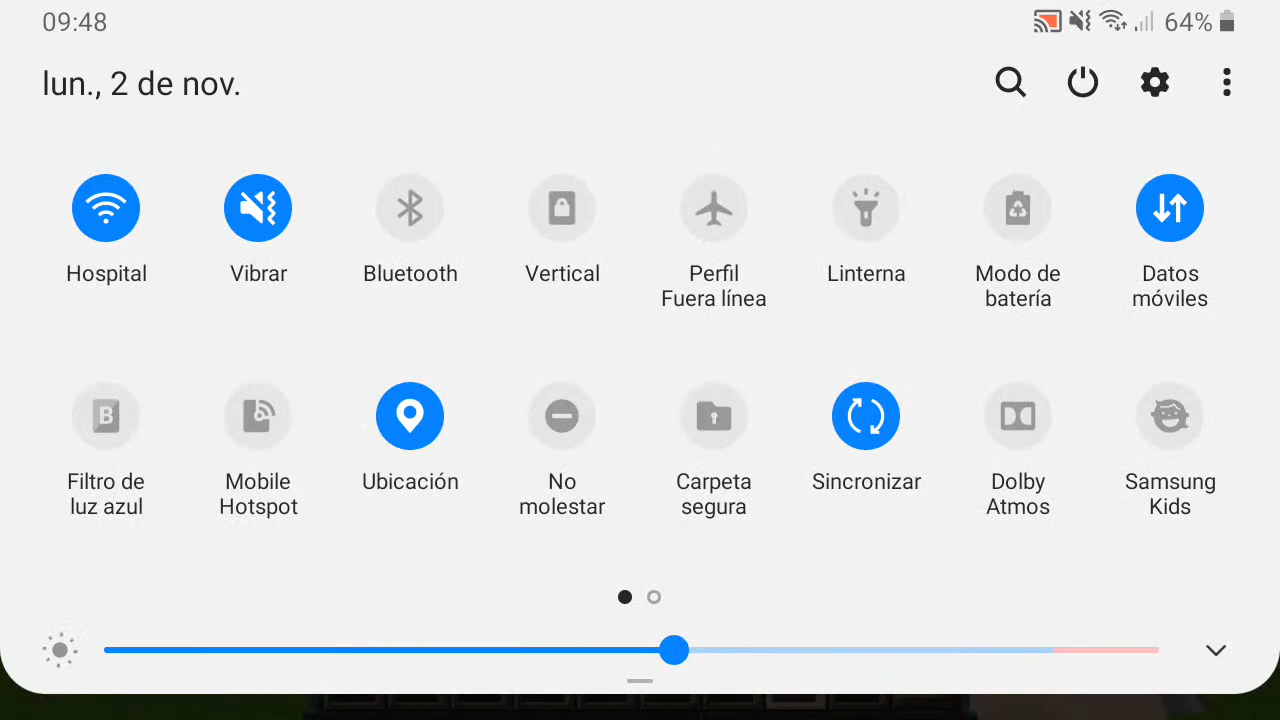 09:48
64%
lun., 2 de nov.
Hospital
Vibrar
Bluetooth
Vertical
Perfil
Fuera línea
Linterna
Modo de
batería
Datos
móviles
B
Filtro de
luz azul
Mobile
Hotspot
Ubicación
No
molestar
Carpeta
segura
Sincronizar
Dolby
Atmos
Samsung
Kids